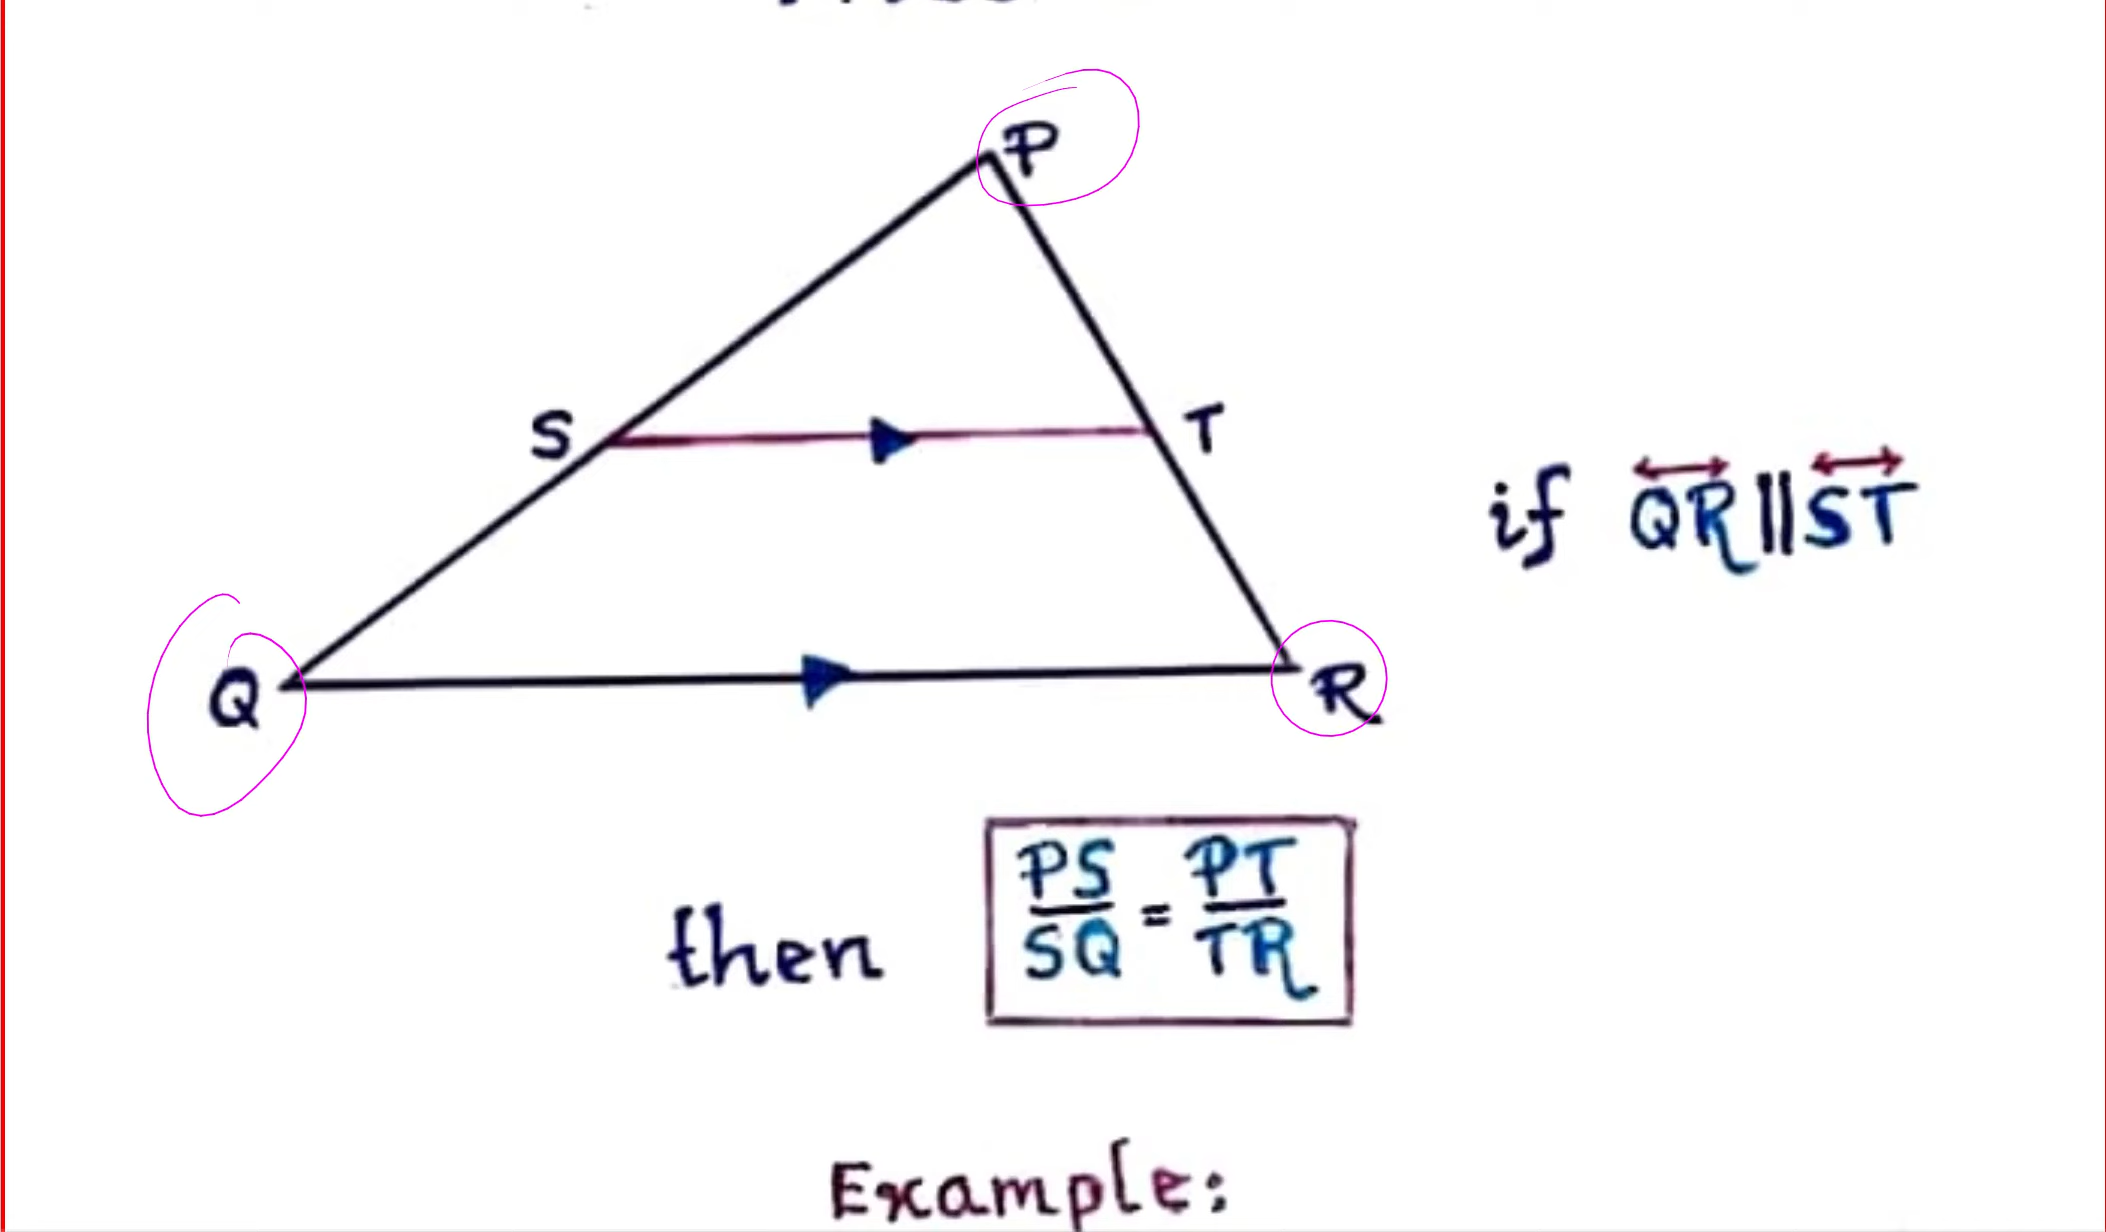 P
S T
if QR||ST
Q R
then PS/SQ = PT/TR
Example: